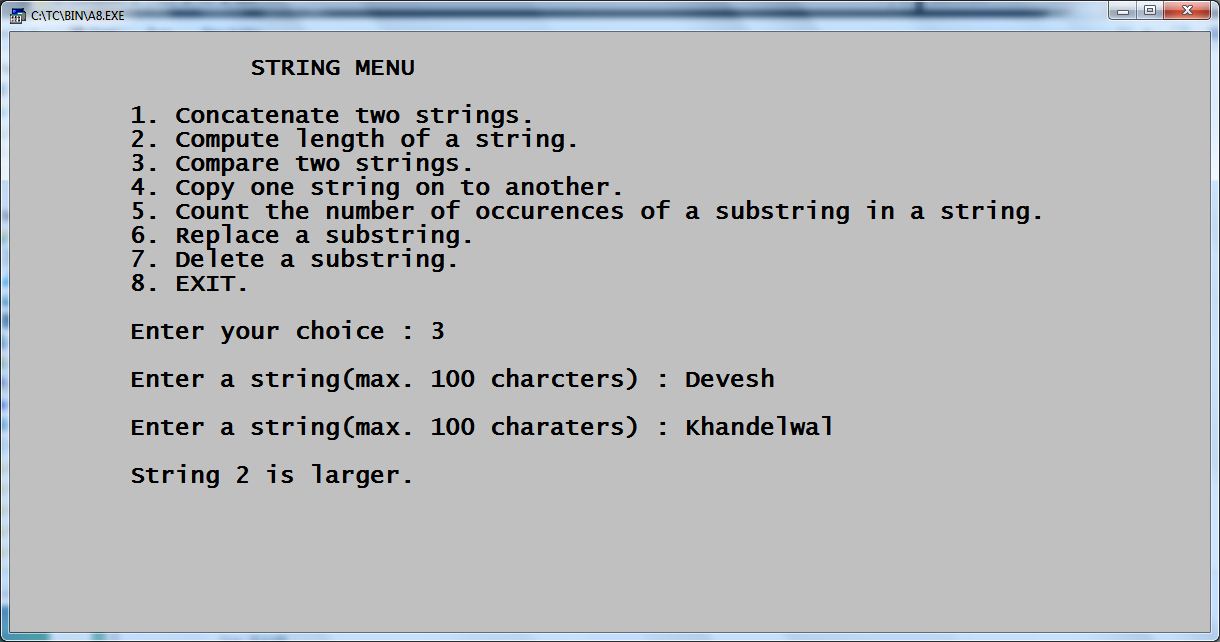 C:\TC\BIN\A8.EXE
STRING MENU
1. Concatenate two strings.
2. Compute length of a string.
3. Compare two strings.
4. Copy one string on to another.
5. Count the number of occurences of a substring in a string.
6. Replace a substring.
7. Delete a substring.
8. EXIT.
Enter your choice : 3
Enter a string(max. 100 charcters) : Devesh
Enter a string(max. 100 charaters) : Khandelwal
String 2 is larger.